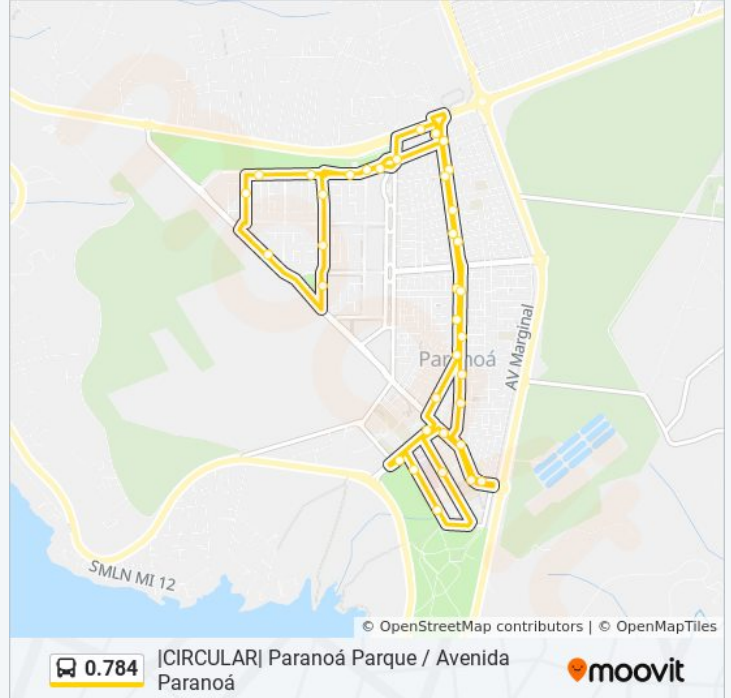 Paranoá
AV Marginal
SMLN MI 12
© OpenStreetMap contributors | © OpenMapTiles
0.784
|CIRCULAR| Paranoá Parque / Avenida
Paranoá
moovit